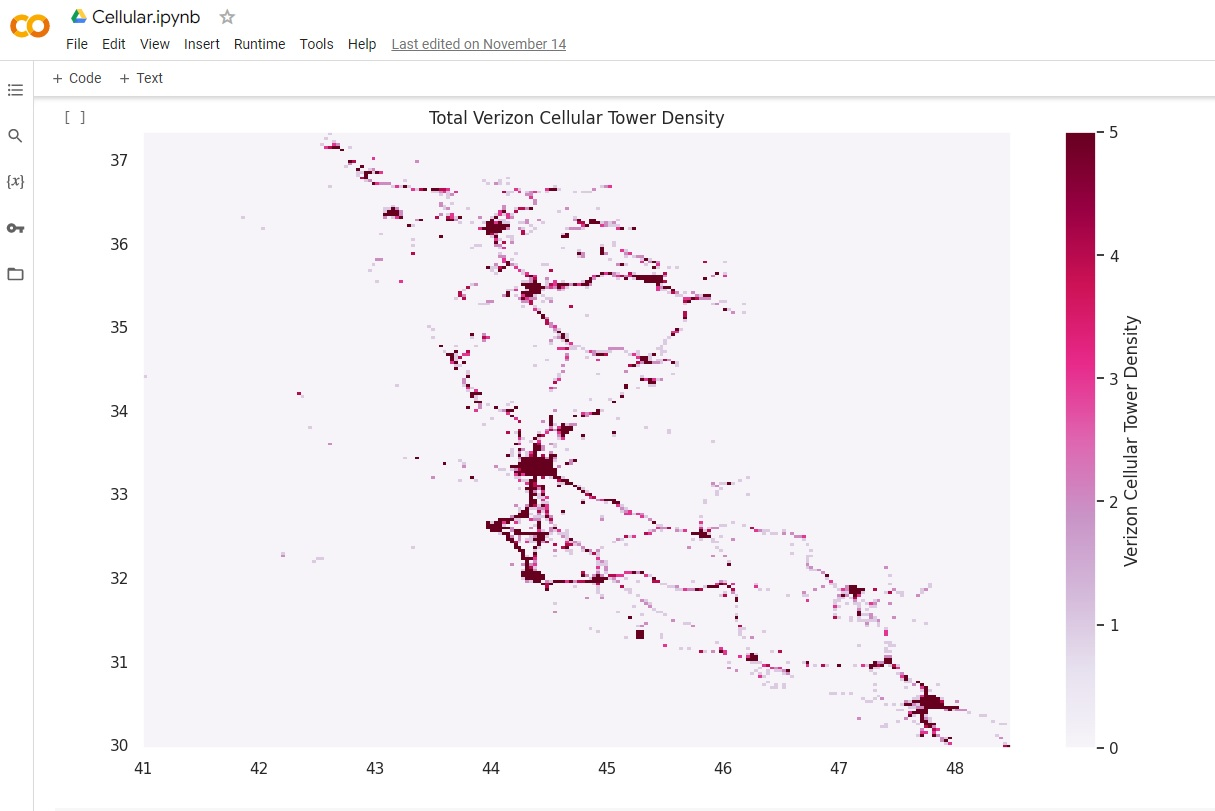 Cellular.ipynb
File Edit View Insert Runtime Tools Help Last edited on November 14
+ Code + Text
[ ]
Total Verizon Cellular Tower Density
37
36
35
34
33
32
31
30
41 42 43 44 45 46 47 48
5
4
3
2
1
0
Verizon Cellular Tower Density
{x}